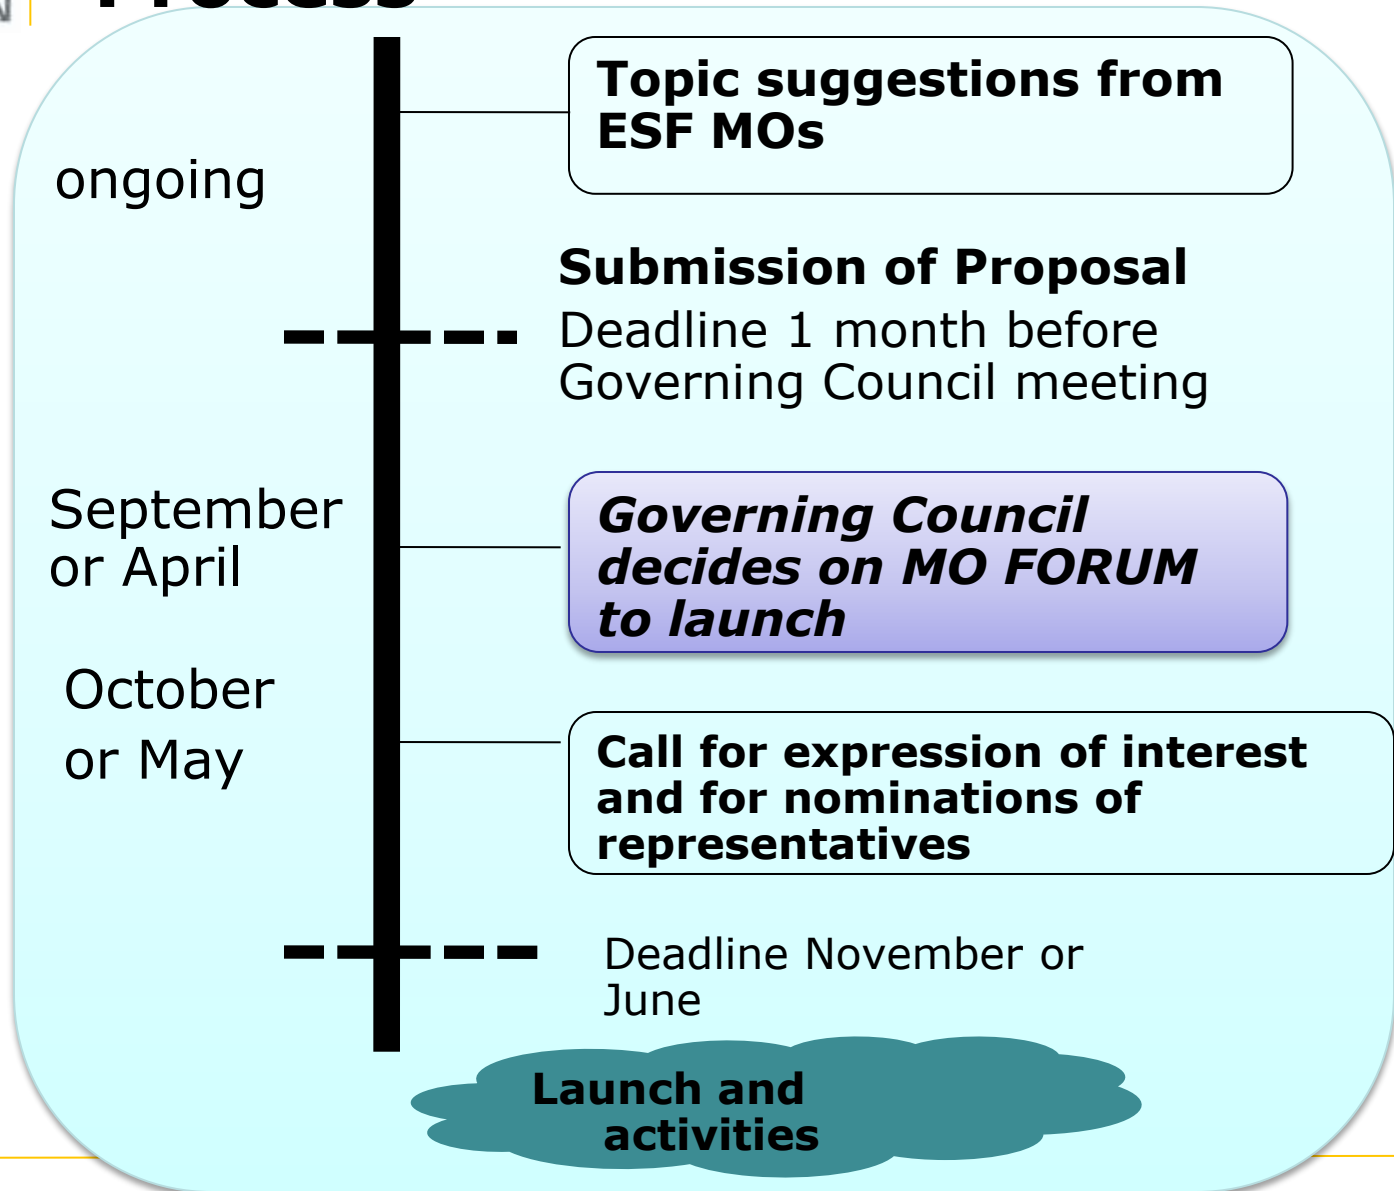 Process
Topic suggestions from
ESF MOs
ongoing
Submission of Proposal
Deadline 1 month before
Governing Council meeting
September
or April
Governing Council
decides on MO FORUM
to launch
October
or May
Call for expression of interest
and for nominations of
representatives
Deadline November or
June
Launch and
activities